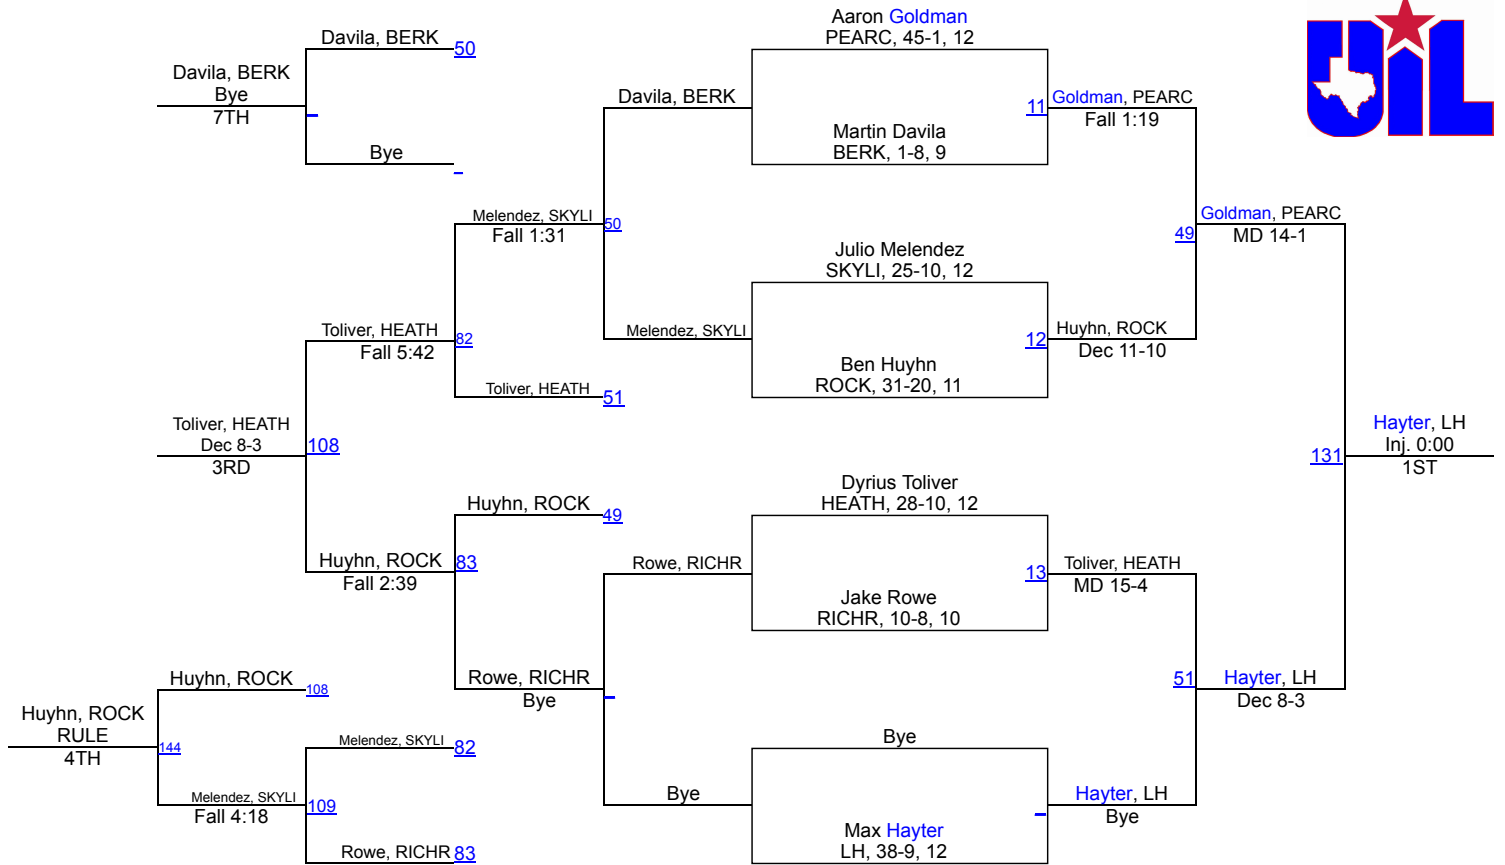 Aaron Goldman
PEARC, 45-1, 12
UIL
Davila, BERK
50
Davila, BERK
Bye
7TH
Bye
Davila, BERK
11
Goldman, PEARC
Fall 1:19
Martin Davila
BERK, 1-8, 9
Melendez, SKYLI
50
Fall 1:31
Goldman, PEARC
49
MD 14-1
Julio Melendez
SKYLI, 25-10, 12
Toliver, HEATH
82
Fall 5:42
Melendez, SKYLI
12
Huyhn, ROCK
Dec 11-10
Ben Huyhn
ROCK, 31-20, 11
Toliver, HEATH
51
Toliver, HEATH
Dec 8-3
108
3RD
Hayter, LH
Inj. 0:00
131
1ST
Dyrius Toliver
HEATH, 28-10, 12
Huyhn, ROCK
49
Huyhn, ROCK
83
Fall 2:39
Rowe, RICHR
13
Toliver, HEATH
MD 15-4
Jake Rowe
RICHR, 10-8, 10
Huyhn, ROCK
108
Rowe, RICHR
Bye
51
Hayter, LH
Dec 8-3
Huyhn, ROCK
RULE
144
4TH
Melendez, SKYLI
82
Bye
Melendez, SKYLI
109
Fall 4:18
Bye
Hayter, LH
Bye
Max Hayter
LH, 38-9, 12
Rowe, RICHR
83